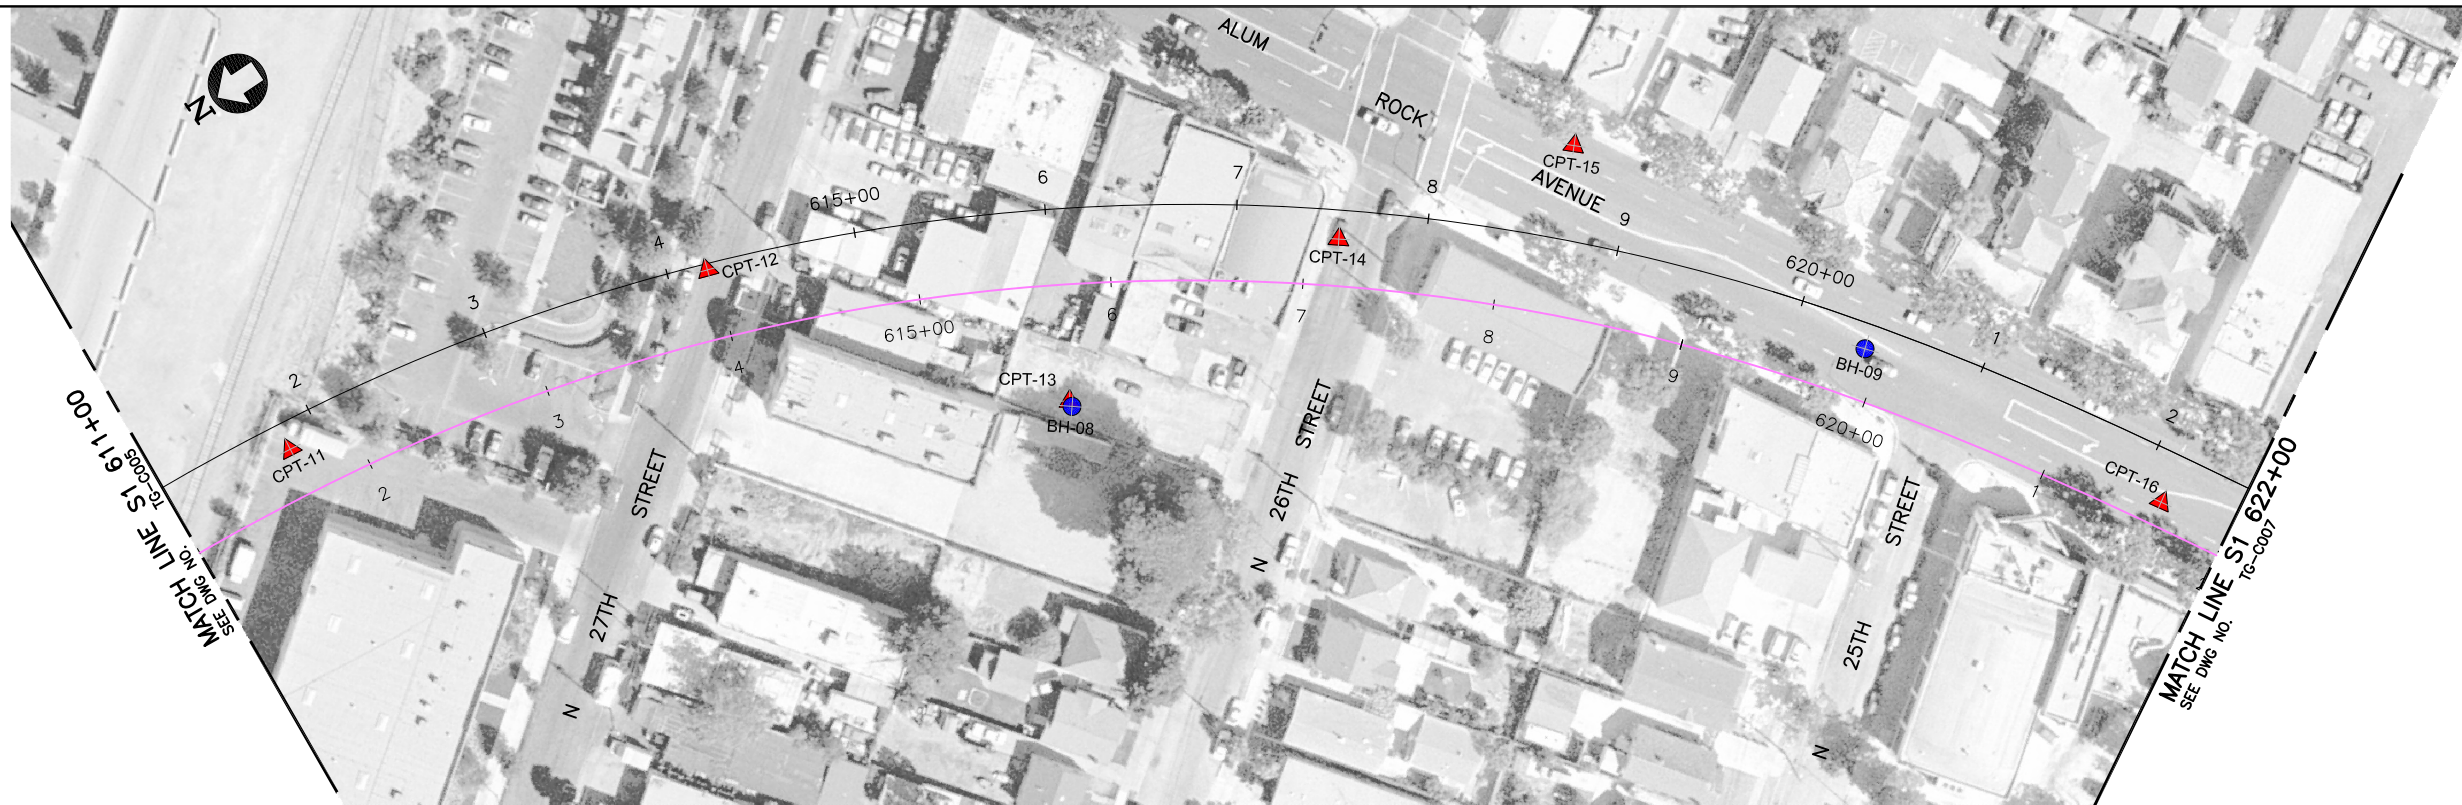 ALUM
ROCK
AVENUE
N
CPT-15
6
7
8
9
615+00
4
3
2
CPT-12
CPT-14
620+00
1
2
615+00
6
7
8
9
4
3
2
CPT-13
BH-08
BH-09
620+00
1
CPT-11
CPT-16
MATCH LINE S1 611+00
SEE DWG NO. TG-C005
N 27TH STREET
N 26TH STREET
N 25TH STREET
MATCH LINE S1 622+00
SEE DWG NO. TG-C007